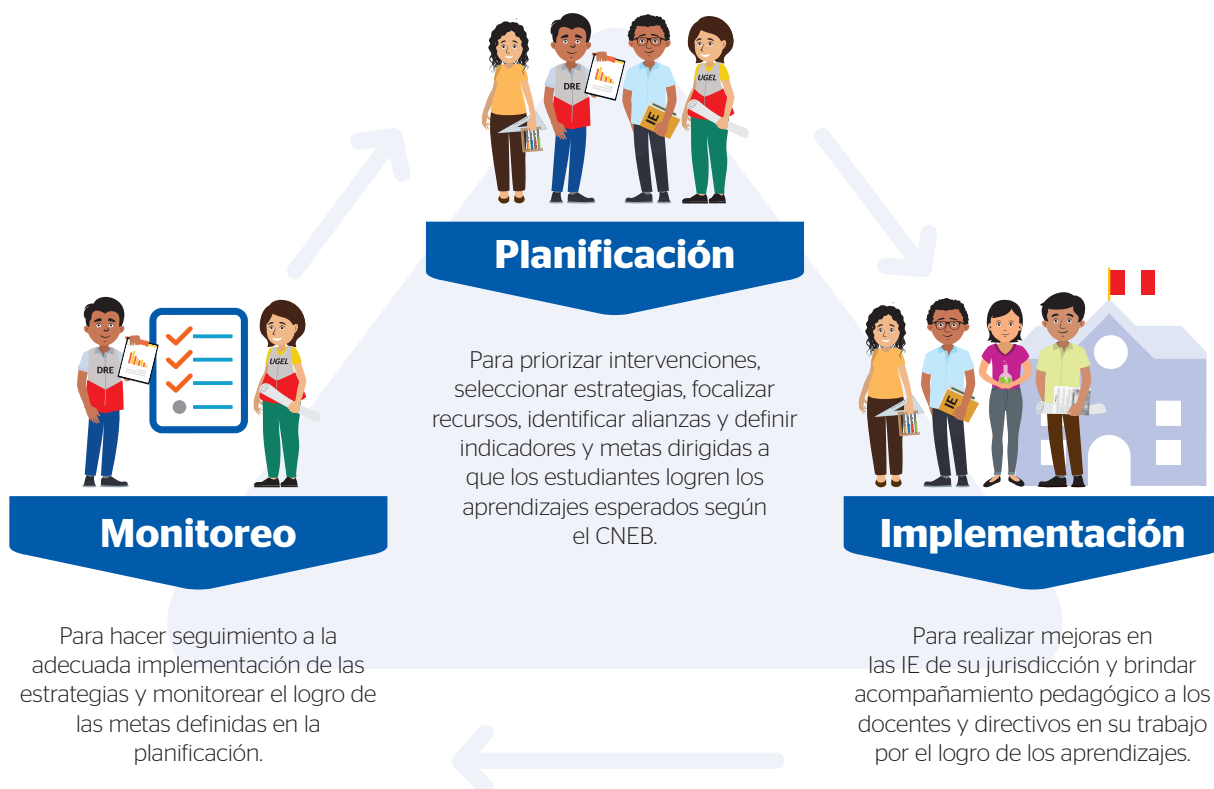 DRE
UGEL
IE
Planificación
Para priorizar intervenciones,
seleccionar estrategias, focalizar
recursos, identificar alianzas y definir
indicadores y metas dirigidas a
que los estudiantes logren los
aprendizajes esperados según
el CNEB.
DRE
UGEL
Monitoreo
Para hacer seguimiento a la
adecuada implementación de las
estrategias y monitorear el logro de
las metas definidas en la
planificación.
IE
Implementación
Para realizar mejoras en
las IE de su jurisdicción y brindar
acompañamiento pedagógico a los
docentes y directivos en su trabajo
por el logro de los aprendizajes.